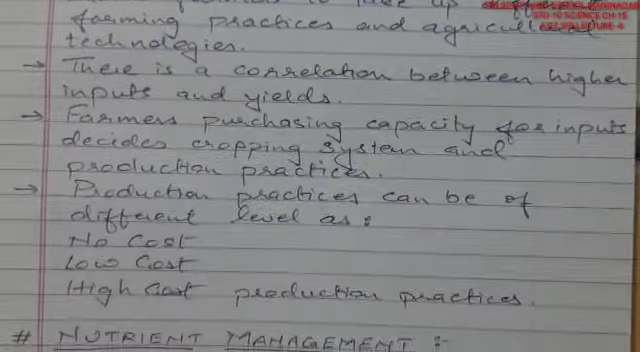 farming practices and agricultural
technologies.
→ There is a correlation between higher
inputs and yields.
→ Farmers purchasing capacity for inputs
decides cropping system and
production practices.
→ Production practices can be of
different level as:
No Cost
Low Cost
High Cost production practices.
# NUTRIENT MANAGEMENT :-